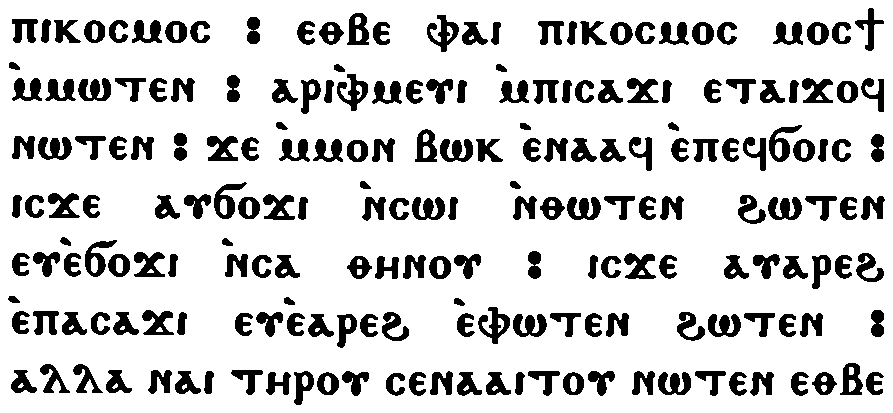 ⲡⲓⲕⲟⲥⲙⲟⲥ : ⲉⲑⲃⲉ ⲫⲁⲓ ⲡⲓⲕⲟⲥⲙⲟⲥ ⲙⲟⲥϯ
ⲙ̀ⲙⲱⲧⲉⲛ : ⲁⲣⲓⲫ̀ⲙⲉⲩⲓ ⲙ̀ⲡⲓⲥⲁϫⲓ ⲉⲧⲁⲓϫⲟϥ
ⲛⲱⲧⲉⲛ : ϫⲉ ⲙ̀ⲙⲟⲛ ⲃⲱⲕ ⲉ̀ⲛⲁⲁϥ ⲉ̀ⲡⲉϥϭⲟⲓⲥ :
ⲓⲥϫⲉ ⲁⲩϭⲟϫⲓ ⲛ̀ⲥⲱⲓ ⲛ̀ⲑⲱⲧⲉⲛ ϩⲱⲧⲉⲛ
ⲉⲩⲉ̀ϭⲟϫⲓ ⲛ̀ⲥⲁ ⲑⲏⲛⲟⲩ : ⲓⲥϫⲉ ⲁⲩⲁⲣⲉϩ
ⲉ̀ⲡⲁⲥⲁϫⲓ ⲉⲩⲉ̀ⲁⲣⲉϩ ⲉ̀ⲫⲱⲧⲉⲛ ϩⲱⲧⲉⲛ :
ⲁⲗⲗⲁ ⲛⲁⲓ ⲧⲏⲣⲟⲩ ⲥⲉⲛⲁⲁⲓⲧⲟⲩ ⲛⲱⲧⲉⲛ ⲉⲑⲃⲉ